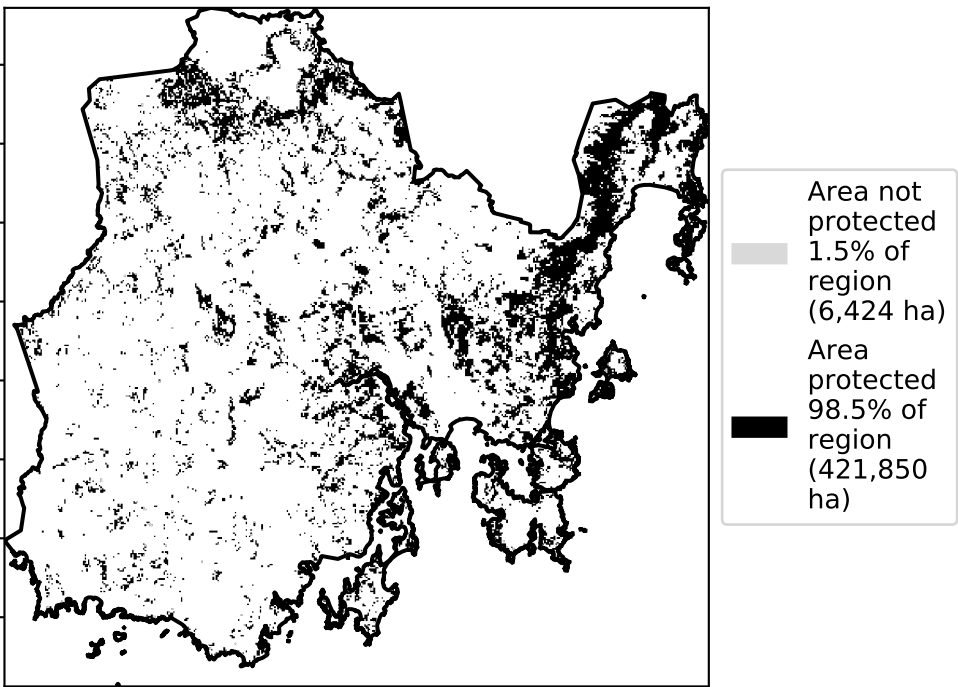 Area not
protected
1.5% of
region
(6,424 ha)
Area
protected
98.5% of
region
(421,850
ha)